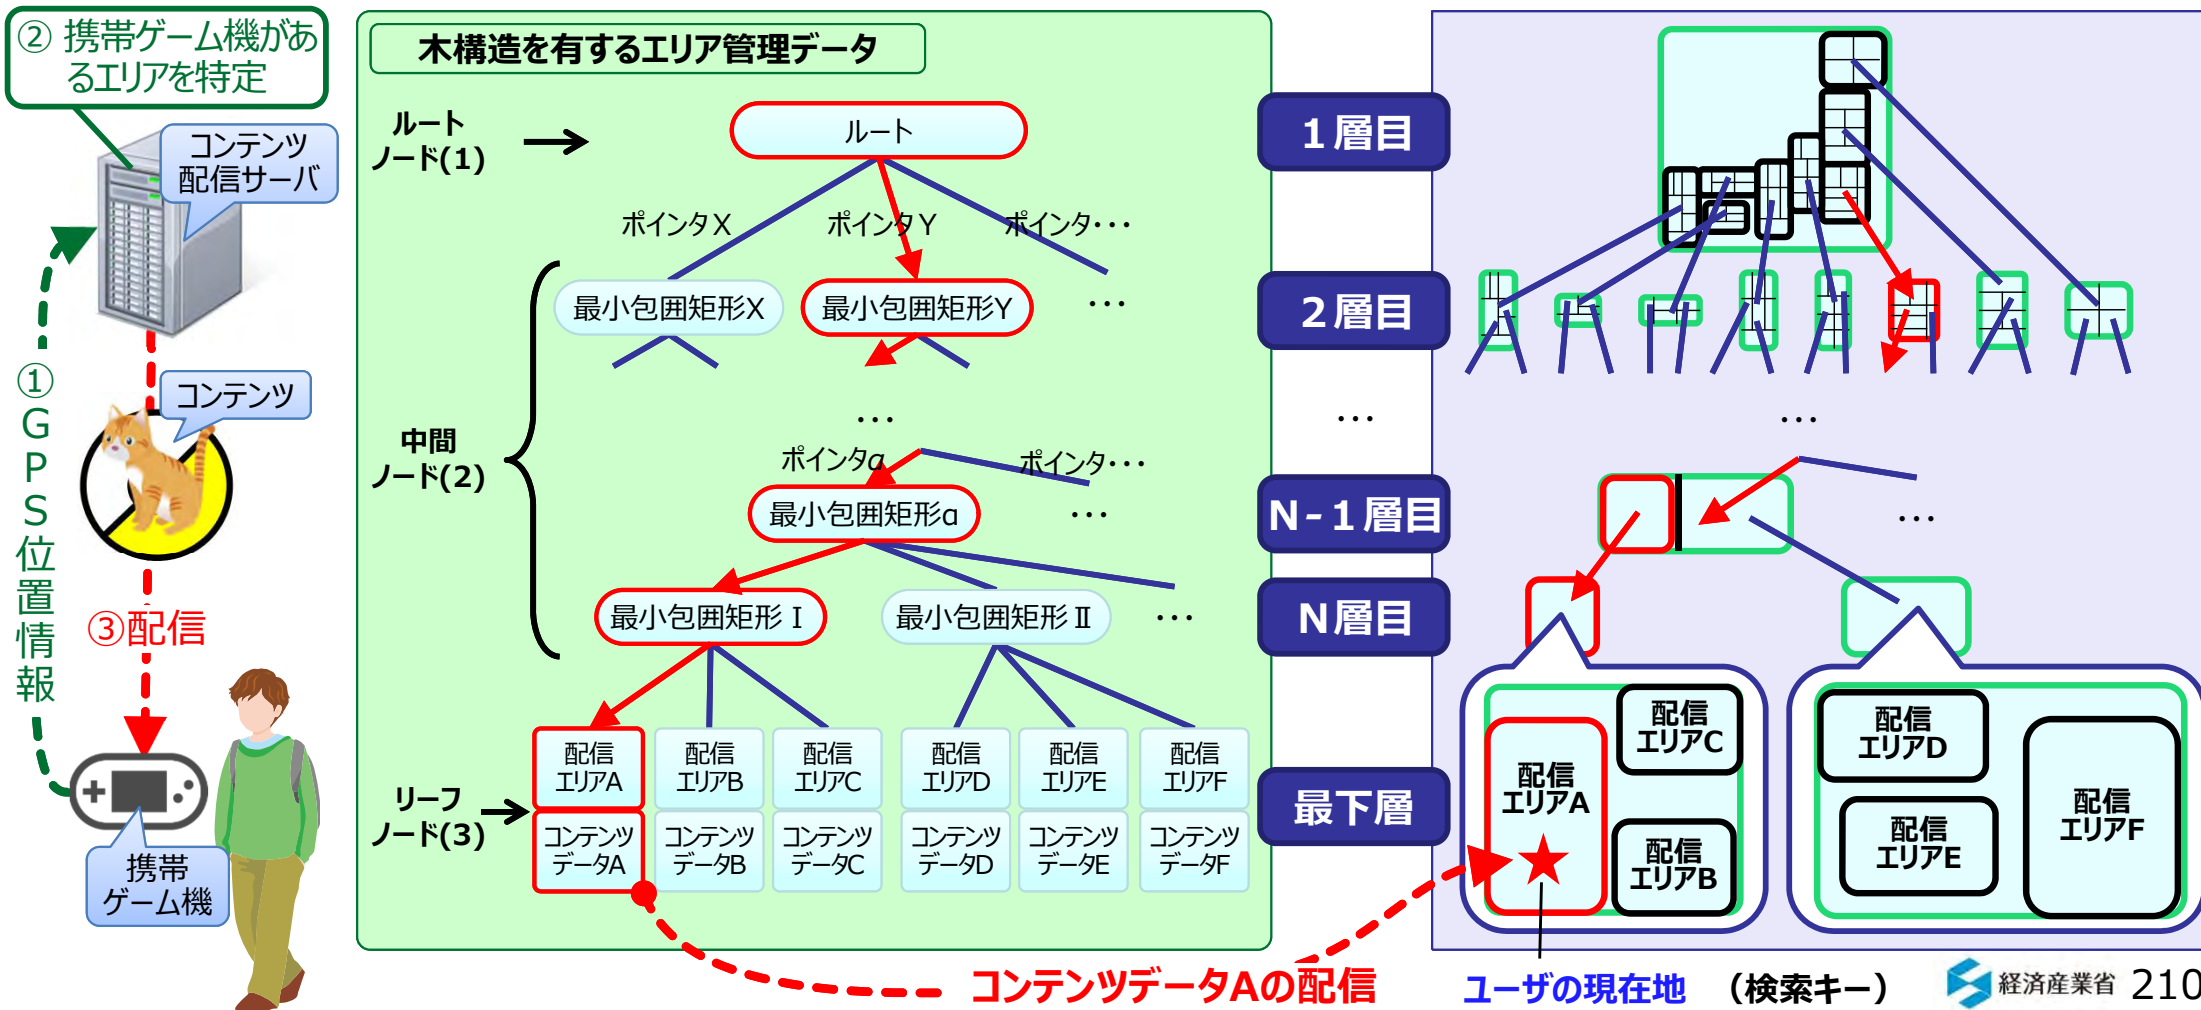 ② 携帯ゲーム機があ
るエリアを特定
コンテンツ
配信サーバ
①GPS位置情報
コンテンツ
③配信
携帯
ゲーム機
木構造を有するエリア管理データ
ルート
ノード(1)
ルート
ポインタX
ポインタY
ポインタ・・・
最小包囲矩形X
最小包囲矩形Y
・・・
・・・
中間
ノード(2)
ポインタα
ポインタ・・・
最小包囲矩形α
・・・
最小包囲矩形Ⅰ
最小包囲矩形Ⅱ
・・・
リーフ
ノード(3)
配信
エリアA
配信
エリアB
配信
エリアC
配信
エリアD
配信
エリアE
配信
エリアF
コンテンツ
データA
コンテンツ
データB
コンテンツ
データC
コンテンツ
データD
コンテンツ
データE
コンテンツ
データF
1層目
2層目
・・・
N-1層目
N層目
最下層
・・・
・・・
配信
エリアA
配信
エリアC
配信
エリアB
配信
エリアD
配信
エリアE
配信
エリアF
コンテンツデータAの配信
ユーザの現在地 (検索キー)
経済産業省 210